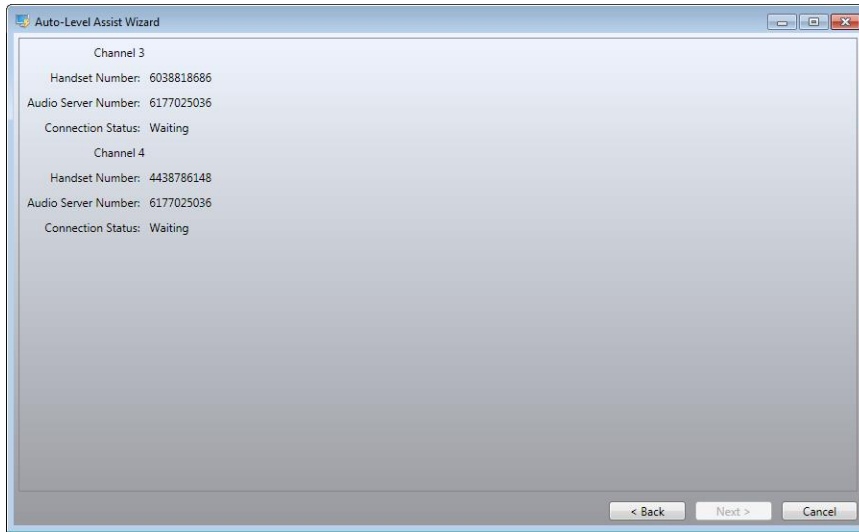 Auto-Level Assist Wizard
Channel 3
Handset Number: 6038818686
Audio Server Number: 6177025036
Connection Status: Waiting
Channel 4
Handset Number: 4438786148
Audio Server Number: 6177025036
Connection Status: Waiting
< Back Next > Cancel